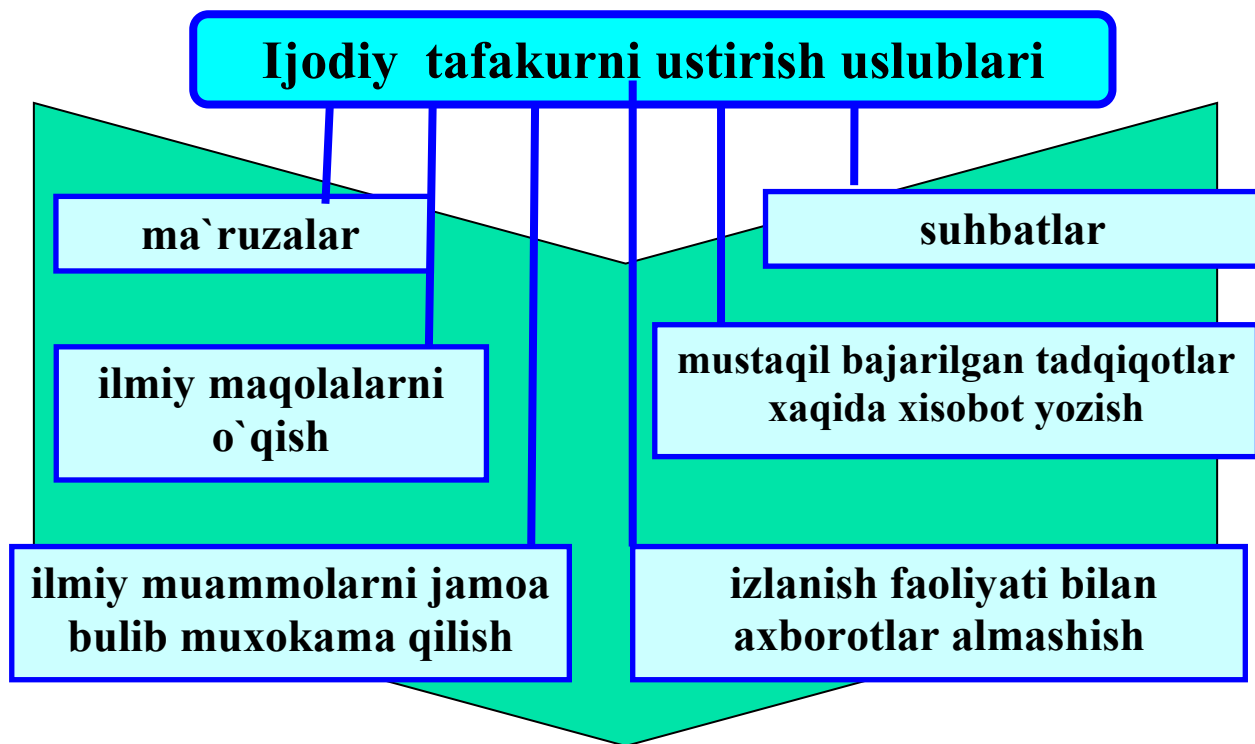 Ijodiy tafakurni ustirish uslublari
ma`ruzalar
suhbatlar
ilmiy maqolalarni
o`qish
mustaqil bajarilgan tadqiqotlar
xaqida xisobot yozish
ilmiy muammolarni jamoa
bulib muxokama qilish
izlanish faoliyati bilan
axborotlar almashish